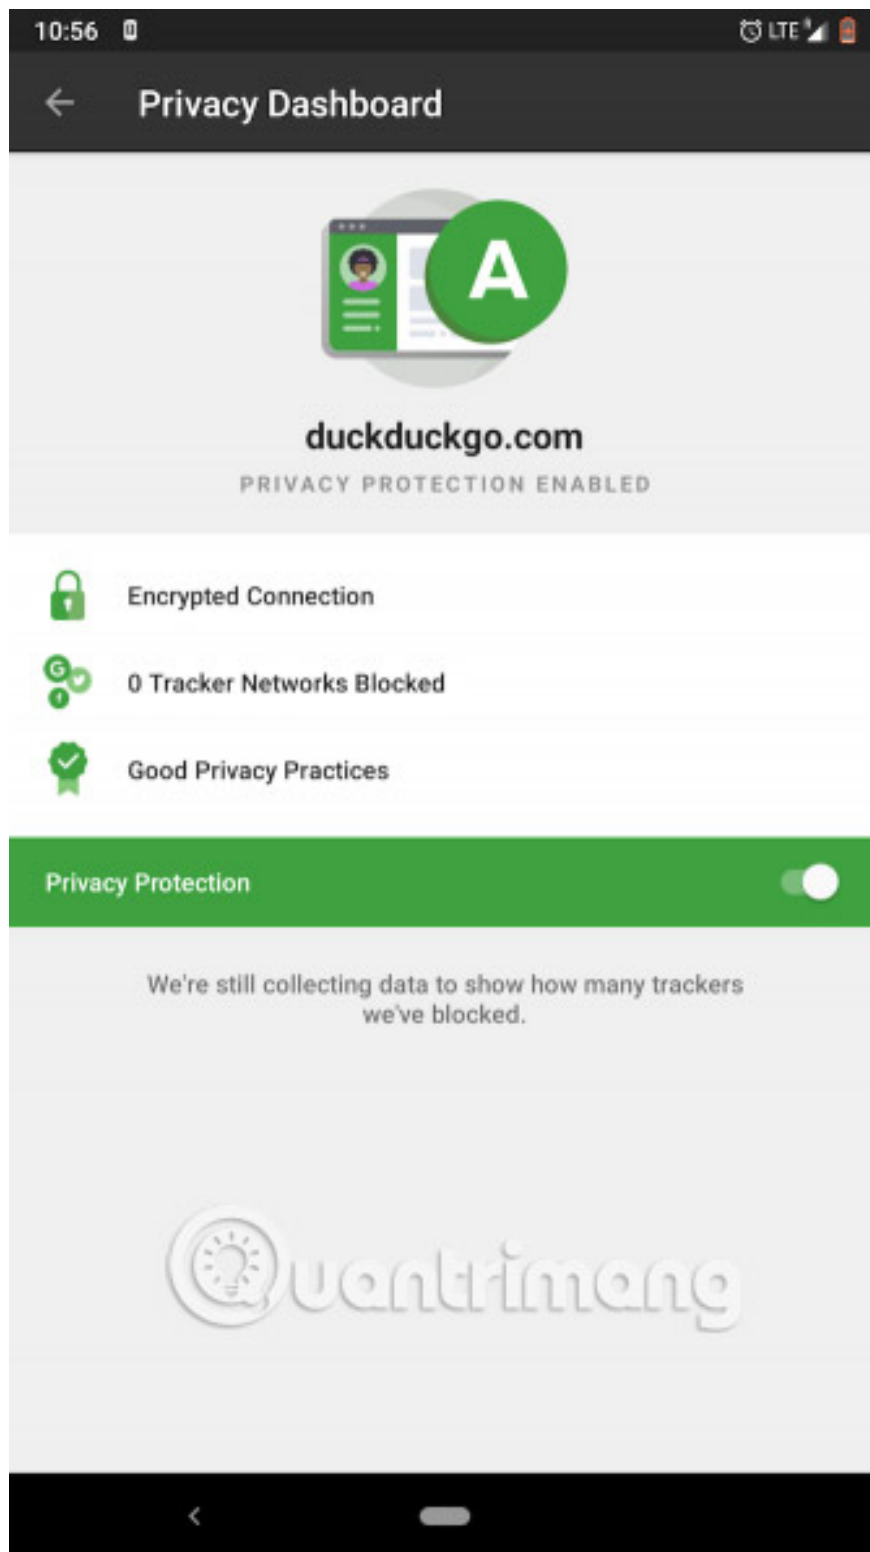 10:56
LTE
Privacy Dashboard
A
duckduckgo.com
PRIVACY PROTECTION ENABLED
Encrypted Connection
G
f
0 Tracker Networks Blocked
Good Privacy Practices
Privacy Protection
We're still collecting data to show how many trackers
we've blocked.
Quantrimang